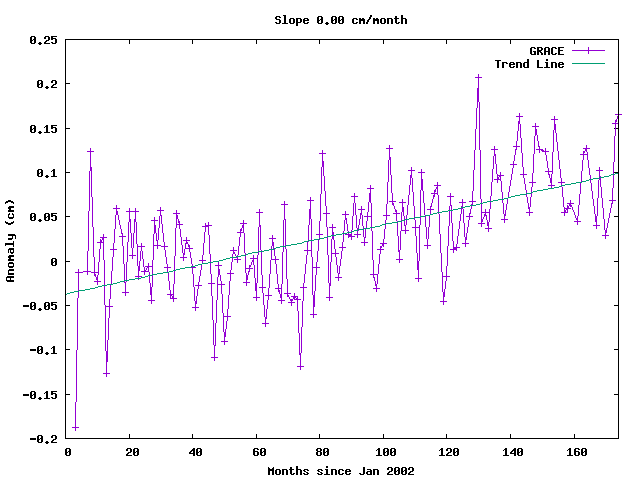 Slope 0.00 cm/month
GRACE
Trend Line
0.25
0.2
0.15
0.1
0.05
0
-0.05
-0.1
-0.15
-0.2
Anomaly (cm)
0 20 40 60 80 100 120 140 160
Months since Jan 2002